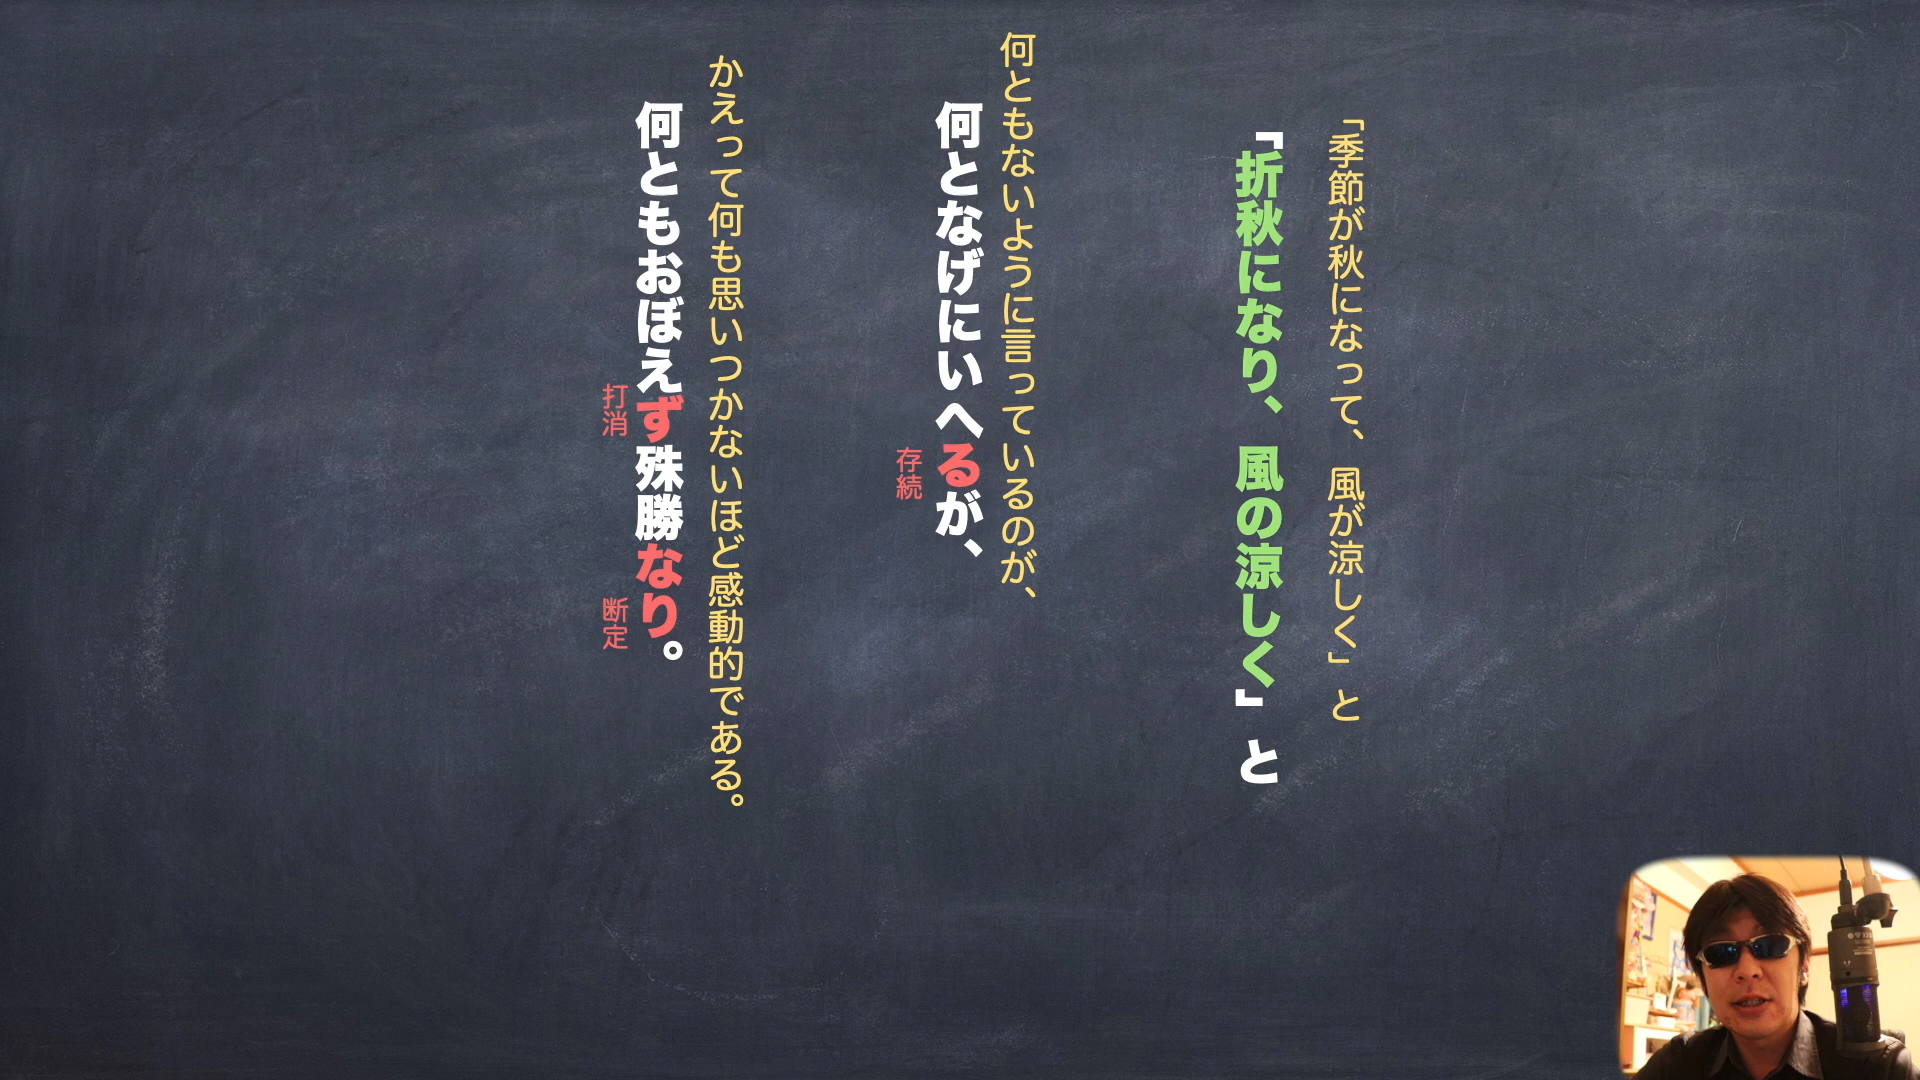 「季節が秋になって、風が涼しく」と
「折秋になり、風の涼しく」と
何ともないように言っているのが、
何となげにいへるが、
存続
かえって何も思いつかないほど感動的である。
何ともおぼえず殊勝なり。
打消
断定